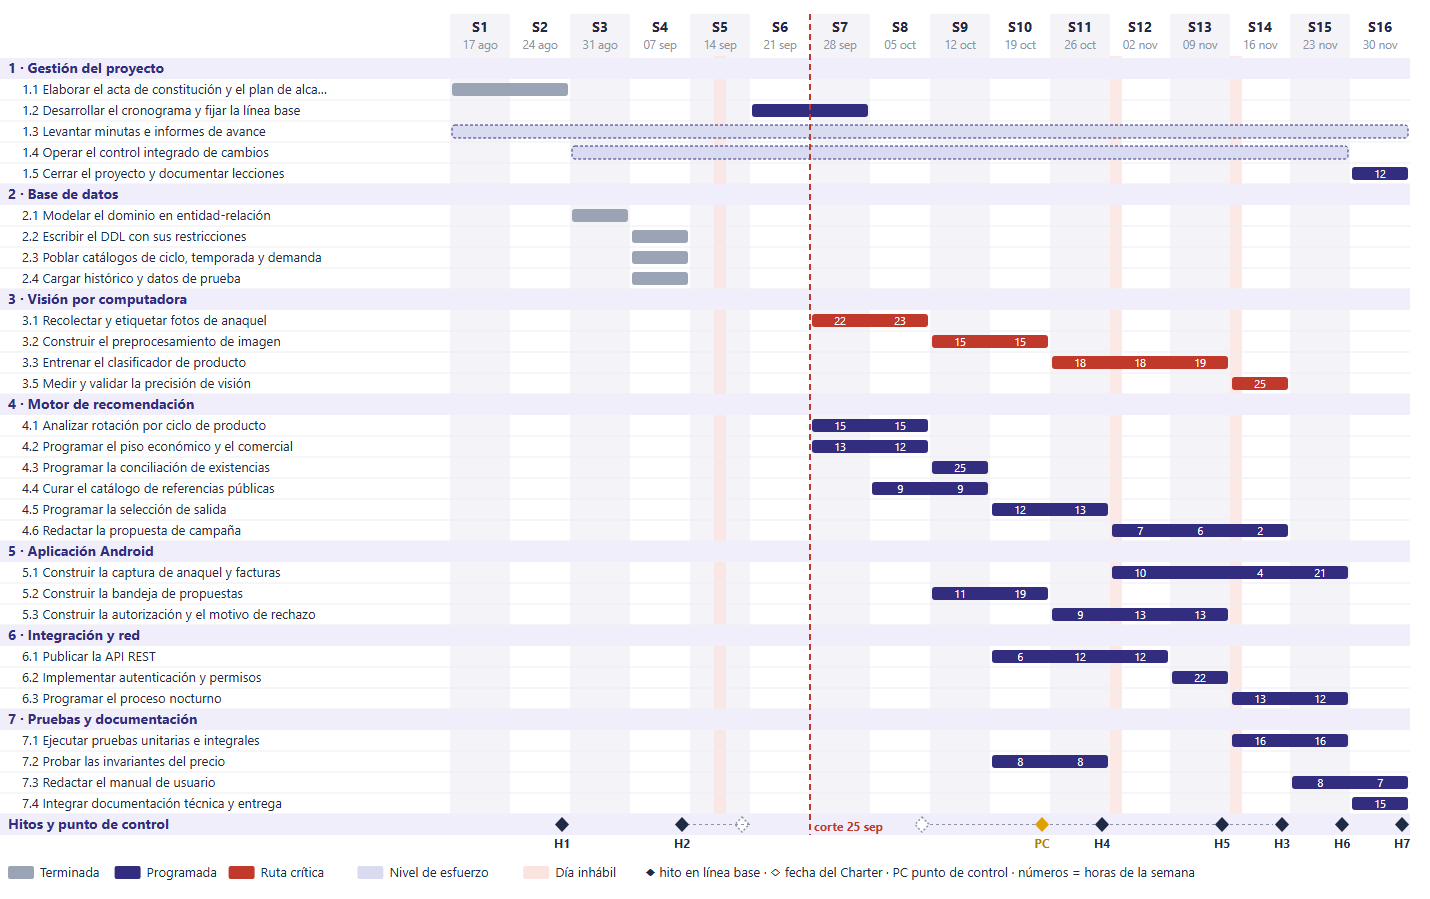 S1 S2 S3 S4 S5 S6 S7 S8 S9 S10 S11 S12 S13 S14 S15 S16
17 ago 24 ago 31 ago 07 sep 14 sep 21 sep 28 sep 05 oct 12 oct 19 oct 26 oct 02 nov 09 nov 16 nov 23 nov 30 nov
1 · Gestión del proyecto
1.1 Elaborar el acta de constitución y el plan de alca...
1.2 Desarrollar el cronograma y fijar la línea base
1.3 Levantar minutas e informes de avance
1.4 Operar el control integrado de cambios
1.5 Cerrar el proyecto y documentar lecciones 12
2 · Base de datos
2.1 Modelar el dominio en entidad-relación
2.2 Escribir el DDL con sus restricciones
2.3 Poblar catálogos de ciclo, temporada y demanda
2.4 Cargar histórico y datos de prueba
3 · Visión por computadora
3.1 Recolectar y etiquetar fotos de anaquel 22 23
3.2 Construir el preprocesamiento de imagen 15 15
3.3 Entrenar el clasificador de producto 18 18 19
3.5 Medir y validar la precisión de visión 25
4 · Motor de recomendación
4.1 Analizar rotación por ciclo de producto 15 15
4.2 Programar el piso económico y el comercial 13 12
4.3 Programar la conciliación de existencias 25
4.4 Curar el catálogo de referencias públicas 9 9
4.5 Programar la selección de salida 12 13
4.6 Redactar la propuesta de campaña 7 6 2
5 · Aplicación Android
5.1 Construir la captura de anaquel y facturas 10 4 21
5.2 Construir la bandeja de propuestas 11 19
5.3 Construir la autorización y el motivo de rechazo 9 13 13
6 · Integración y red
6.1 Publicar la API REST 6 12 12
6.2 Implementar autenticación y permisos 22
6.3 Programar el proceso nocturno 13 12
7 · Pruebas y documentación
7.1 Ejecutar pruebas unitarias e integrales 16 16
7.2 Probar las invariantes del precio 8 8
7.3 Redactar el manual de usuario 8 7
7.4 Integrar documentación técnica y entrega 15
Hitos y punto de control corte 25 sep
H1 H2 PC H4 H5 H3 H6 H7
Terminada Programada Ruta crítica Nivel de esfuerzo Día inhábil ◆ hito en línea base · ◇ fecha del Charter · PC punto de control · números = horas de la semana